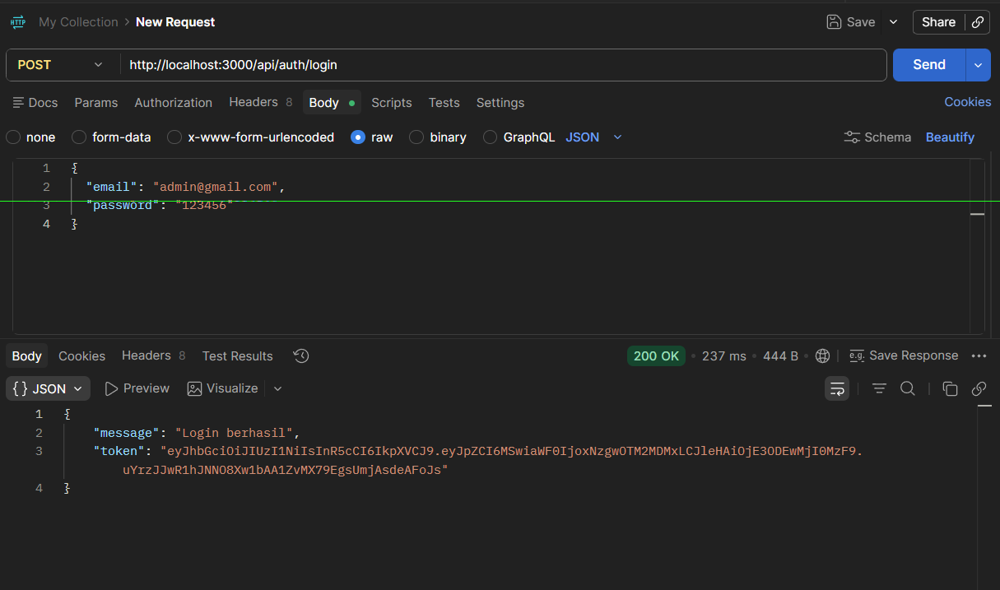 HTTP My Collection > New Request Save Share
POST http://localhost:3000/api/auth/login Send
Docs Params Authorization Headers 8 Body Scripts Tests Settings Cookies
none form-data x-www-form-urlencoded raw binary GraphQL JSON Schema Beautify
1 {
2 "email": "admin@gmail.com",
3 "password": "123456"
4 }
Body Cookies Headers 8 Test Results 200 OK • 237 ms • 444 B • e.g. Save Response
{} JSON Preview Visualize
1 {
2 "message": "Login berhasil",
3 "token": "eyJhbGciOiJIUzI1NiIsInR5cCI6IkpXVCJ9.eyJpZCI6MSwiaWF0IjoxNzgwOTM2MDMxLCJleHAiOjE3ODEwMjI0MzF9.
uYrzJJwR1hJNNO8Xw1bAA1ZvMX79EgsUmjAsdeAFoJs"
4 }